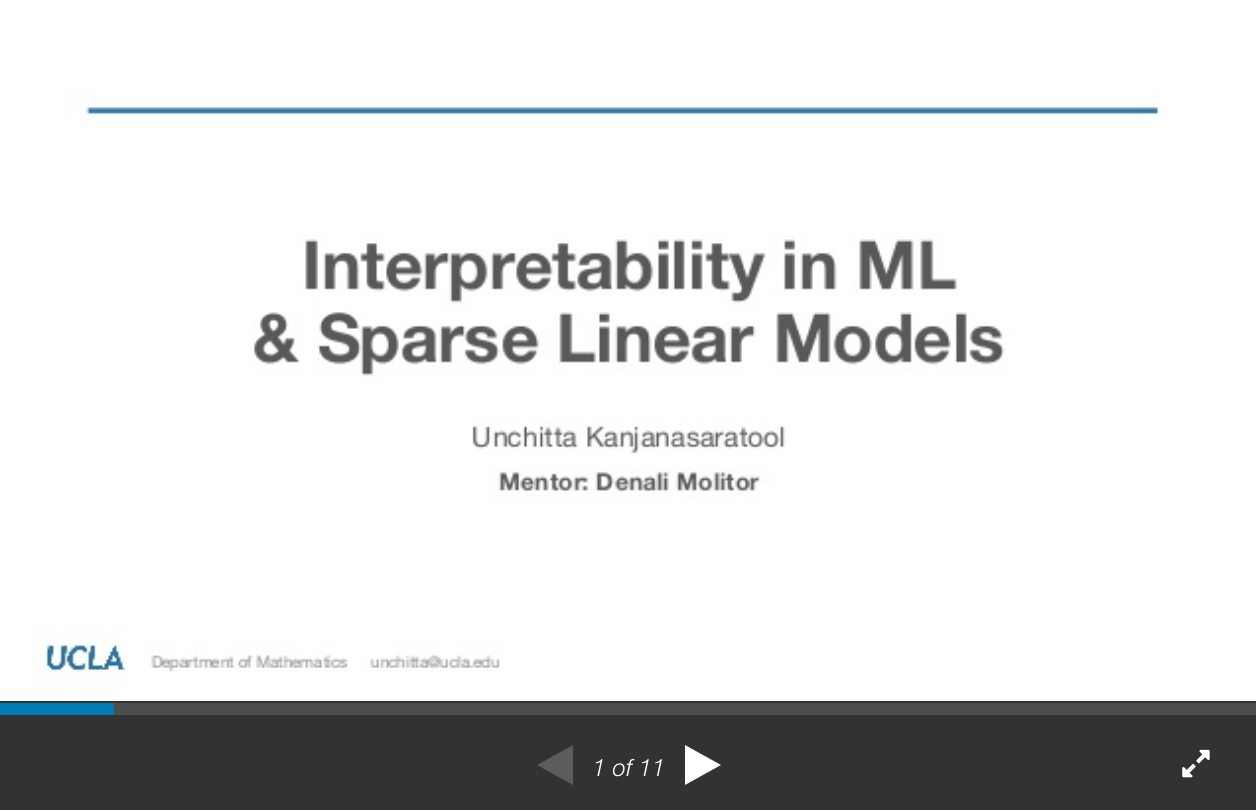 Interpretability in ML
& Sparse Linear Models
Unchitta Kanjanasaratool
Mentor: Denali Molitor
UCLA Department of Mathematics unchitta@ucla.edu
1 of 11